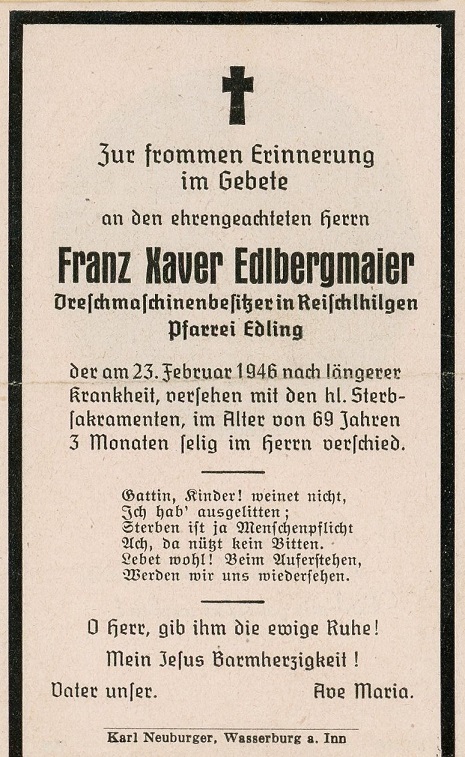 Zur frommen Erinnerung
im Gebete
an den ehrengeachteten Herrn
Franz Xaver Edlbergmaier
Dreschmaschinenbesitzer in Reischlhilgen
Pfarrei Edling
der am 23. Februar 1946 nach längerer
Krankheit, versehen mit den hl. Sterb-
sakramenten, im Alter von 69 Jahren
3 Monaten selig im Herrn verschied.
Gattin, Kinder! weinet nicht,
Ich hab' ausgelitten;
Sterben ist ja Menschenpflicht
Ach, da nützt kein Bitten.
Lebet wohl! Beim Auferstehen,
Werden wir uns wiedersehen.
O Herr, gib ihm die ewige Ruhe!
Mein Jesus Barmherzigkeit!
Vater unser. Ave Maria.
Karl Neuburger, Wasserburg a. Inn